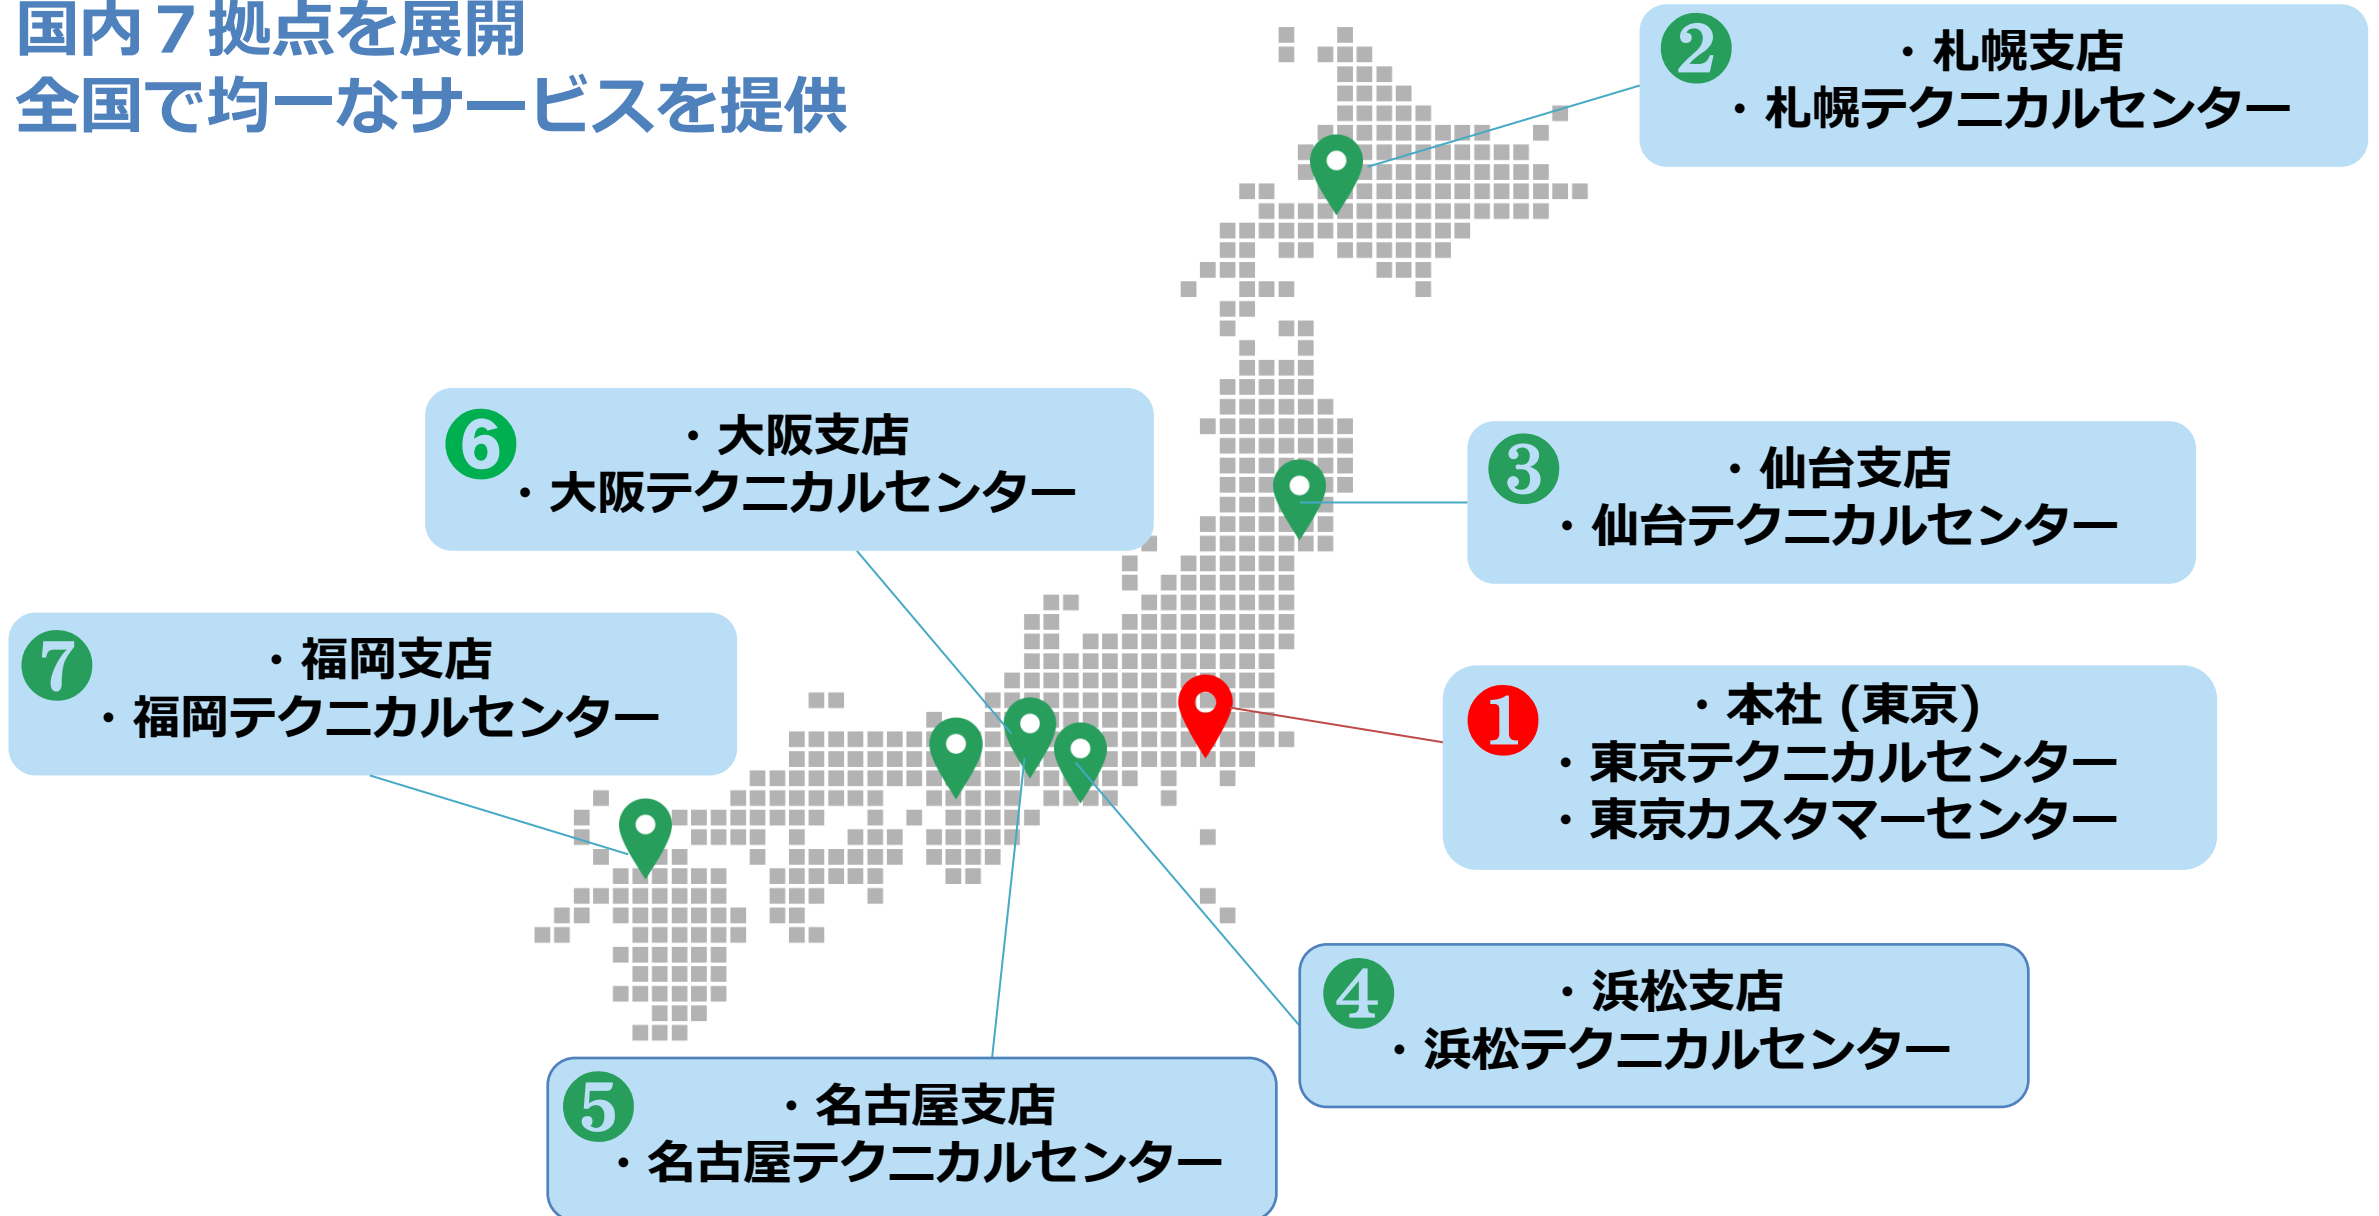 国内７拠点を展開
全国で均一なサービスを提供
❷
・札幌支店
・札幌テクニカルセンター
❻
・大阪支店
・大阪テクニカルセンター
❸
・仙台支店
・仙台テクニカルセンター
❼
・福岡支店
・福岡テクニカルセンター
❶
・本社 (東京)
・東京テクニカルセンター
・東京カスタマーセンター
❹
・浜松支店
・浜松テクニカルセンター
❺
・名古屋支店
・名古屋テクニカルセンター